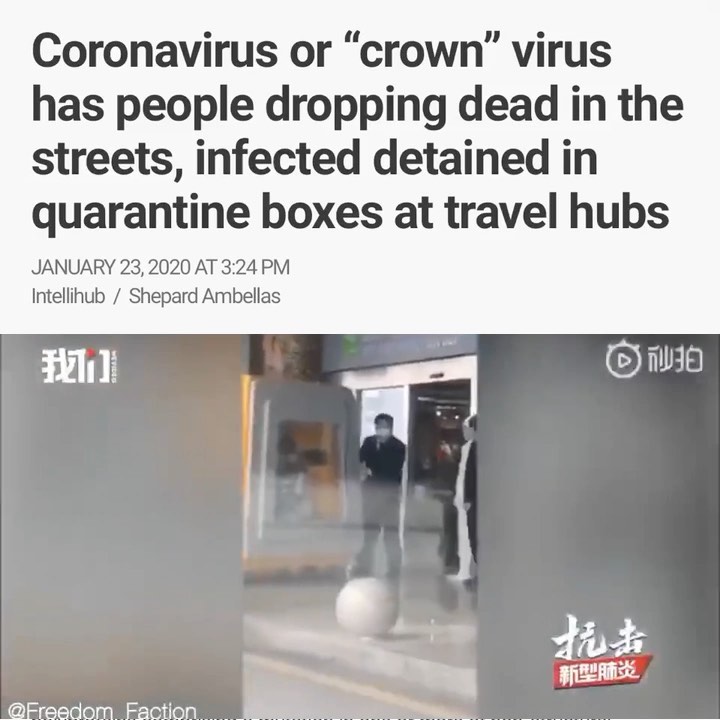 Coronavirus or “crown” virus
has people dropping dead in the
streets, infected detained in
quarantine boxes at travel hubs
JANUARY 23, 2020 AT 3:24 PM
Intellihub / Shepard Ambellas
我们
秒拍
抗击
新型肺炎
@Freedom_Faction